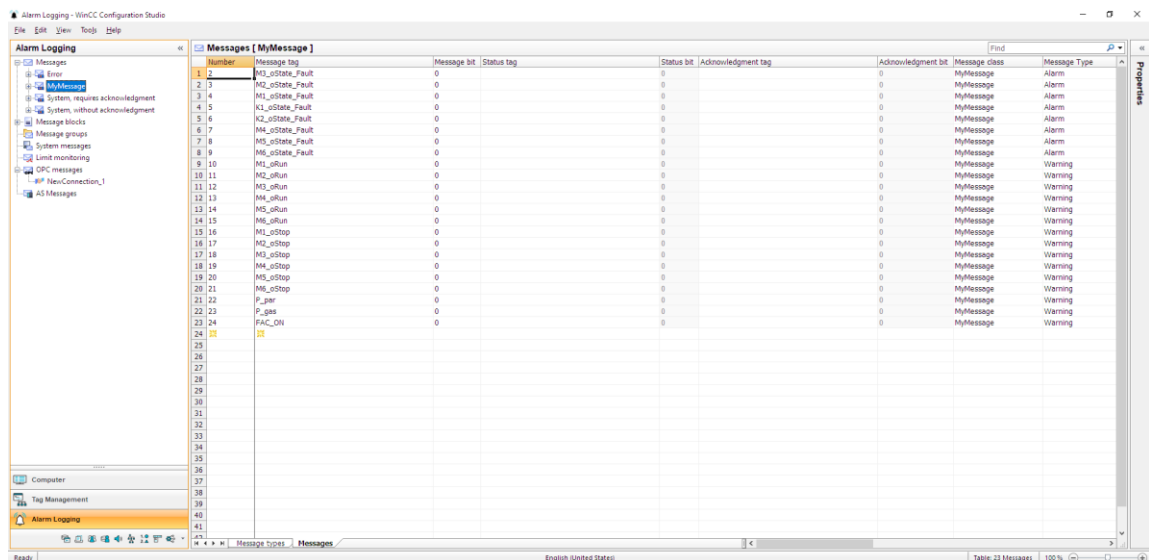 Alarm Logging - WinCC Configuration Studio
File Edit View Tools Help
Alarm Logging «
Messages
Error
MyMessage
System, requires acknowledgment
System, without acknowledgment
Message blocks
Message groups
System messages
Limit monitoring
OPC messages
NewConnection_1
AS Messages
Computer
Tag Management
Alarm Logging
Messages [ MyMessage ] Find
Number Message tag Message bit Status tag Status bit Acknowledgment tag Acknowledgment bit Message class Message Type
1 2 M3_oState_Fault 0 0 0 MyMessage Alarm
2 3 M2_oState_Fault 0 0 0 MyMessage Alarm
3 4 M1_oState_Fault 0 0 0 MyMessage Alarm
4 5 K1_oState_Fault 0 0 0 MyMessage Alarm
5 6 K2_oState_Fault 0 0 0 MyMessage Alarm
6 7 M4_oState_Fault 0 0 0 MyMessage Alarm
7 8 M5_oState_Fault 0 0 0 MyMessage Alarm
8 9 M6_oState_Fault 0 0 0 MyMessage Alarm
9 10 M1_oRun 0 0 0 MyMessage Warning
10 11 M2_oRun 0 0 0 MyMessage Warning
11 12 M3_oRun 0 0 0 MyMessage Warning
12 13 M4_oRun 0 0 0 MyMessage Warning
13 14 M5_oRun 0 0 0 MyMessage Warning
14 15 M6_oRun 0 0 0 MyMessage Warning
15 16 M1_oStop 0 0 0 MyMessage Warning
16 17 M2_oStop 0 0 0 MyMessage Warning
17 18 M3_oStop 0 0 0 MyMessage Warning
18 19 M4_oStop 0 0 0 MyMessage Warning
19 20 M5_oStop 0 0 0 MyMessage Warning
20 21 M6_oStop 0 0 0 MyMessage Warning
21 22 P_par 0 0 0 MyMessage Warning
22 23 P_gas 0 0 0 MyMessage Warning
23 24 FAC_ON 0 0 0 MyMessage Warning
24
25
26
27
28
29
30
31
32
33
34
35
36
37
38
39
40
41
Message types Messages
«
Properties
Ready English (United States) Table: 23 Messages 100 %